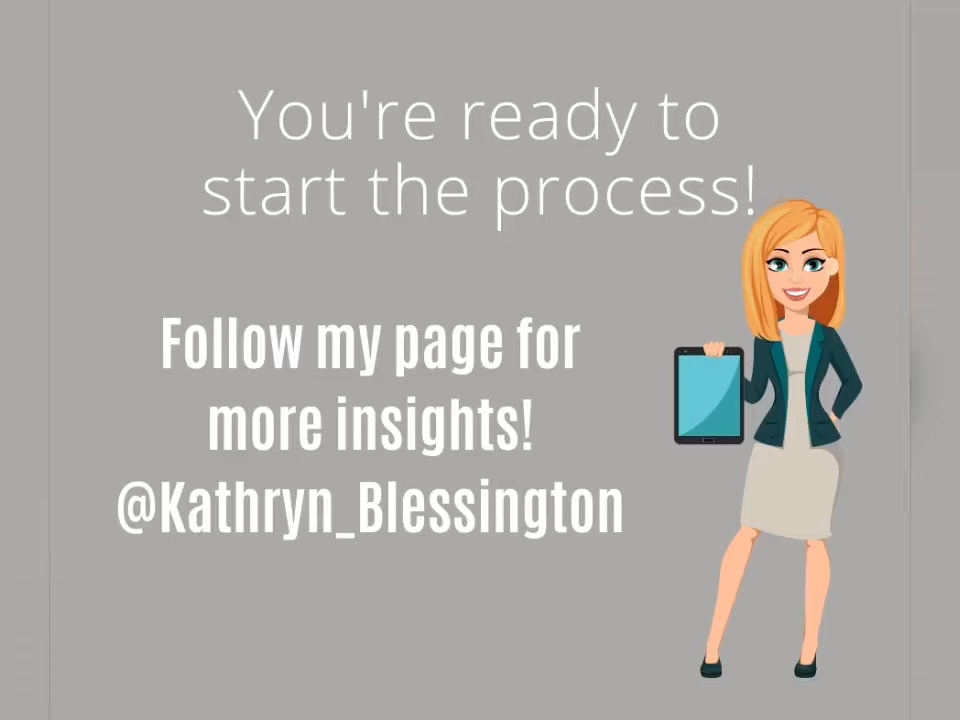 You're ready to
start the process!
Follow my page for
more insights!
@Kathryn_Blessington